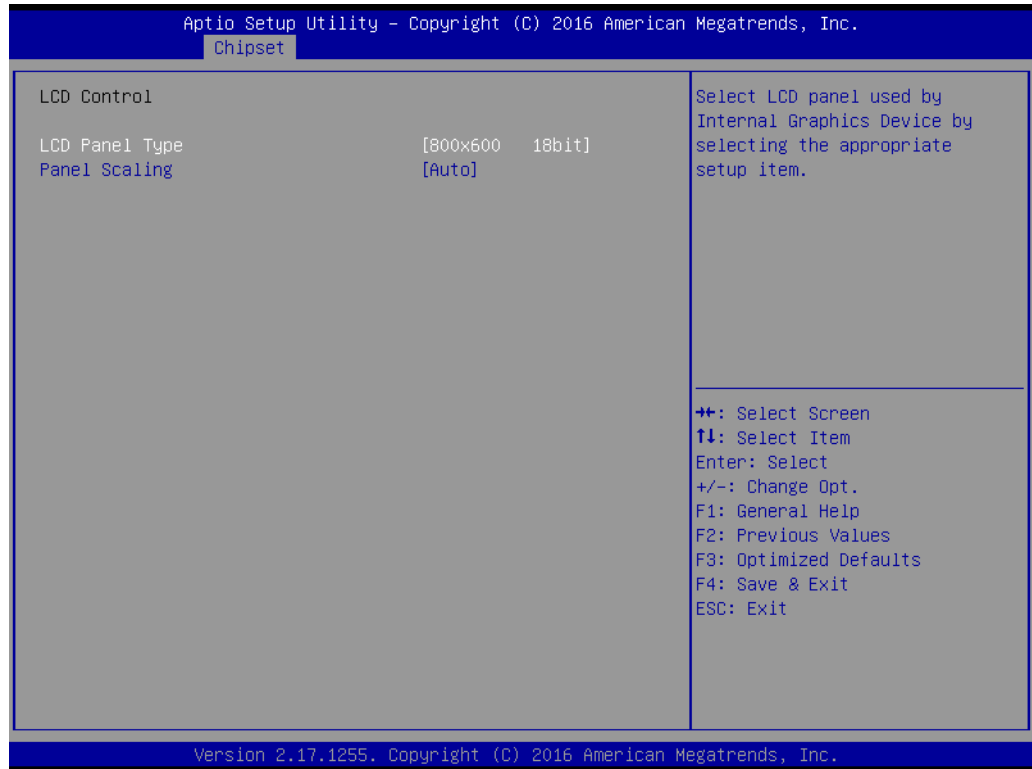 Aptio Setup Utility – Copyright (C) 2016 American Megatrends, Inc.
Chipset
LCD Control
LCD Panel Type [800x600 18bit]
Panel Scaling [Auto]
Select LCD panel used by
Internal Graphics Device by
selecting the appropriate
setup item.
→←: Select Screen
↑↓: Select Item
Enter: Select
+/-: Change Opt.
F1: General Help
F2: Previous Values
F3: Optimized Defaults
F4: Save & Exit
ESC: Exit
Version 2.17.1255. Copyright (C) 2016 American Megatrends, Inc.